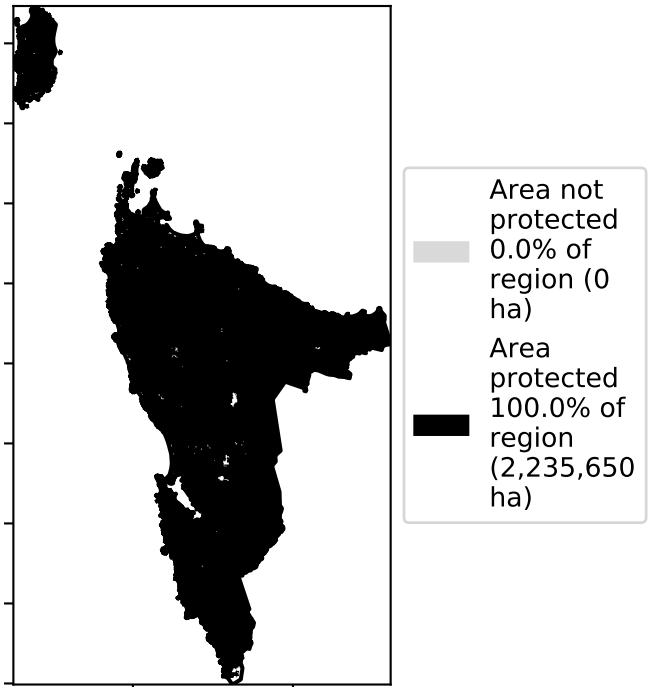 Area not
protected
0.0% of
region (0
ha)
Area
protected
100.0% of
region
(2,235,650
ha)